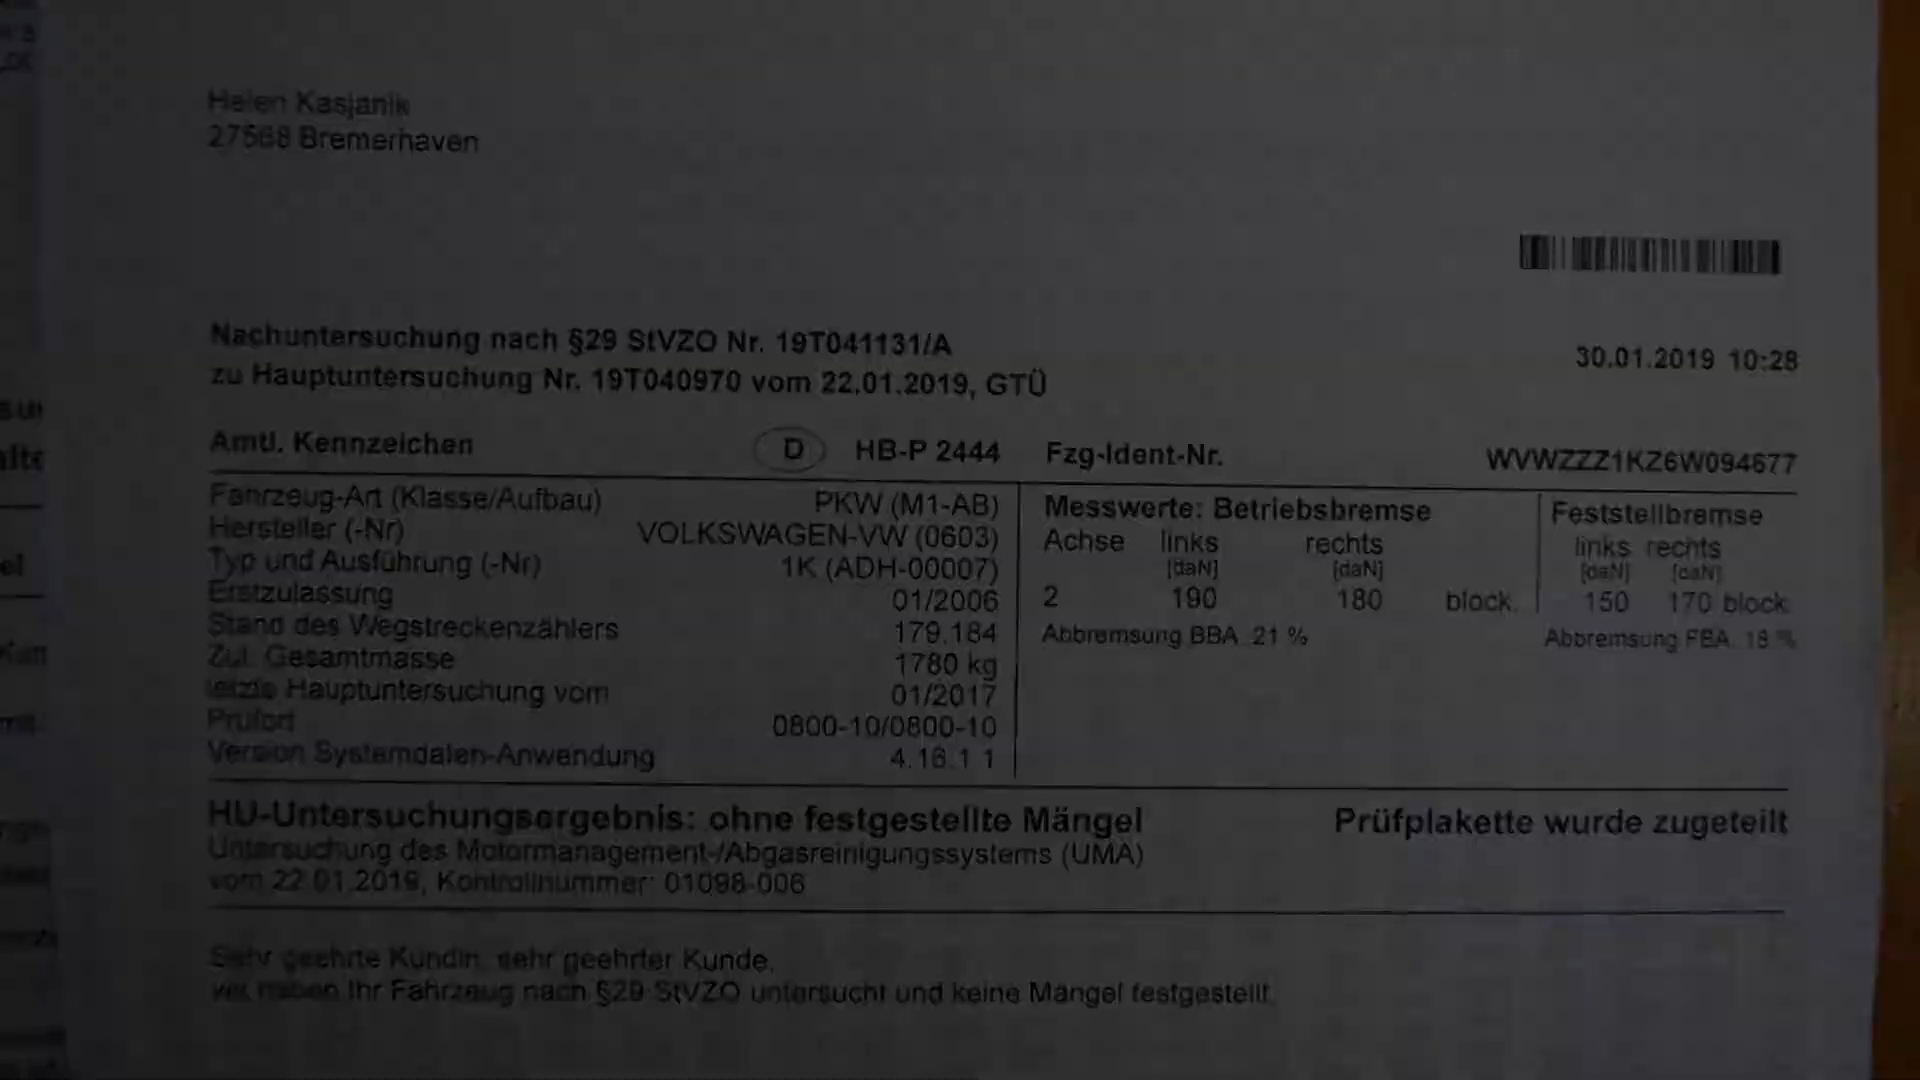 Helen Kasjanik
27568 Bremerhaven
Nachuntersuchung nach §29 StVZO Nr. 19T041131/A
30.01.2019 10:28
zu Hauptuntersuchung Nr. 19T040970 vom 22.01.2019, GTÜ
Amtl. Kennzeichen D HB-P 2444 Fzg-Ident-Nr. WVWZZZ1KZ6W094677
Fahrzeug-Art (Klasse/Aufbau) PKW (M1-AB)
Hersteller (-Nr) VOLKSWAGEN-VW (0603)
Typ und Ausführung (-Nr) 1K (ADH-00007)
Erstzulassung 01/2006
Stand des Wegstreckenzählers 179.184
Zul. Gesamtmasse 1780 kg
letzte Hauptuntersuchung vom 01/2017
Prüfort 0800-10/0800-10
Version Systemdaten-Anwendung 4.16.1 1
Messwerte: Betriebsbremse Feststellbremse
Achse links rechts links rechts
[daN] [daN] [daN] [daN]
2 190 180 block. 150 170 block
Abbremsung BBA 21 % Abbremsung FBA 18 %
HU-Untersuchungsergebnis: ohne festgestellte Mängel Prüfplakette wurde zugeteilt
Untersuchung des Motormanagement-/Abgasreinigungssystems (UMA)
vom 22.01.2019, Kontrollnummer: 01098-006
Sehr geehrte Kundin, sehr geehrter Kunde,
wir haben Ihr Fahrzeug nach §29 StVZO untersucht und keine Mängel festgestellt.